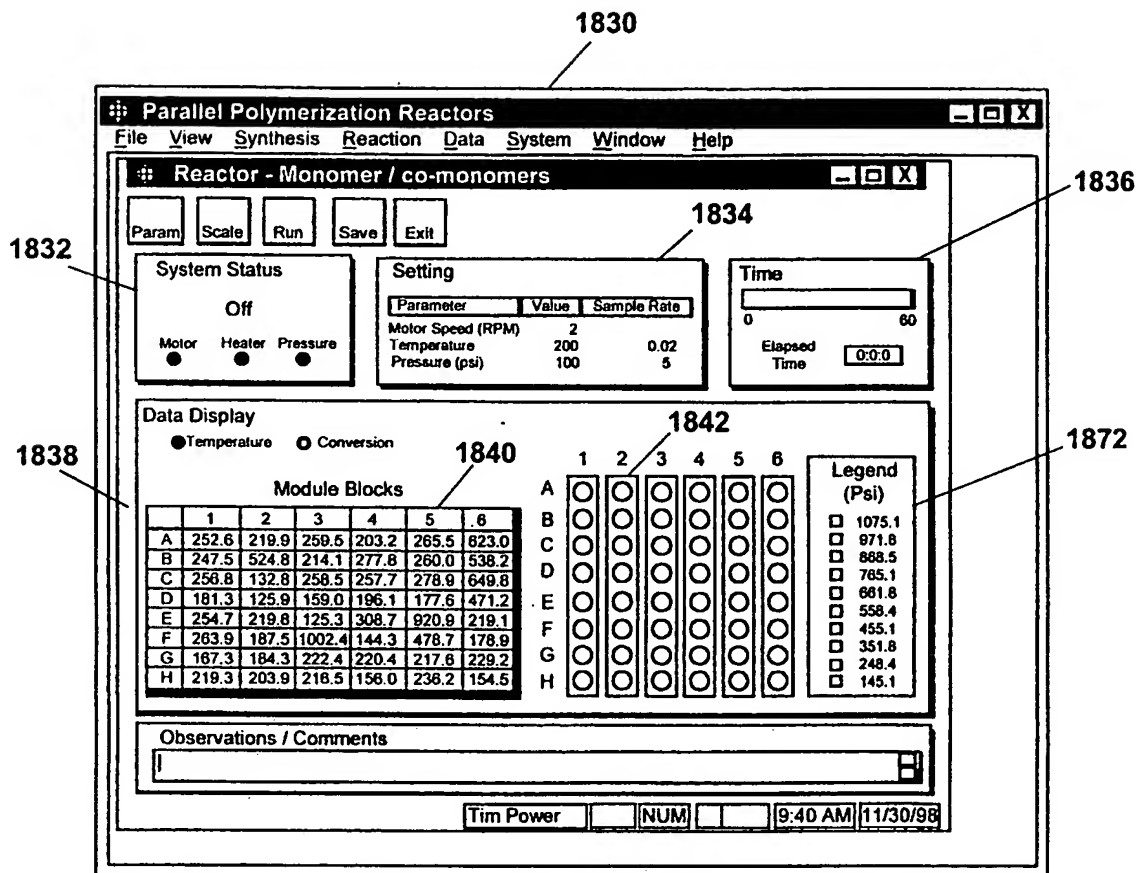 1830
Parallel Polymerization Reactors
File View Synthesis Reaction Data System Window Help
Reactor - Monomer / co-monomers
1836
1834
Param Scale Run Save Exit
1832
System Status
Off
Motor Heater Pressure
Setting
Parameter Value Sample Rate
Motor Speed (RPM) 2
Temperature 200 0.02
Pressure (psi) 100 5
Time
0 60
Elapsed Time 0:0:0
Data Display
Temperature Conversion
1838
1840
1842
1872
Module Blocks
1 2 3 4 5 .6
A 252.6 219.9 259.5 203.2 265.5 623.0
B 247.5 524.8 214.1 277.8 260.0 538.2
C 256.8 132.8 258.5 257.7 278.9 649.8
D 181.3 125.9 159.0 196.1 177.6 471.2
E 254.7 219.8 125.3 308.7 920.9 219.1
F 263.9 187.5 1002.4 144.3 478.7 178.9
G 167.3 184.3 222.4 220.4 217.6 229.2
H 219.3 203.9 216.5 156.0 236.2 154.5
1 2 3 4 5 6
A
B
C
D
E
F
G
H
Legend
(Psi)
1075.1
971.8
868.5
765.1
661.8
558.4
455.1
351.8
248.4
145.1
Observations / Comments
Tim Power NUM 9:40 AM 11/30/98